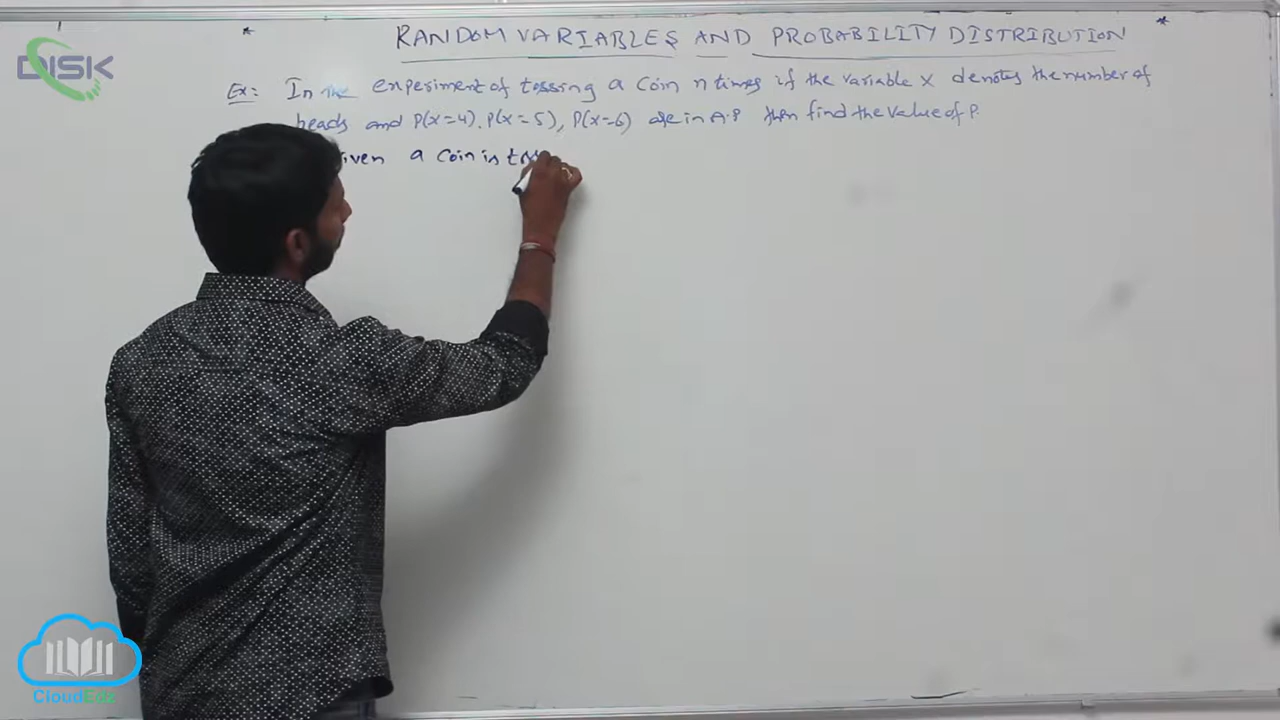 DISK
* RANDOM VARIABLES AND PROBABILITY DISTRIBUTION *
Ex: In the experiment of tossing a coin n times if the variable x denotes the number of
heads and P(x=4), P(x=5), P(x=6) are in A.P then find the value of P.
iven a coin is
CloudEdz